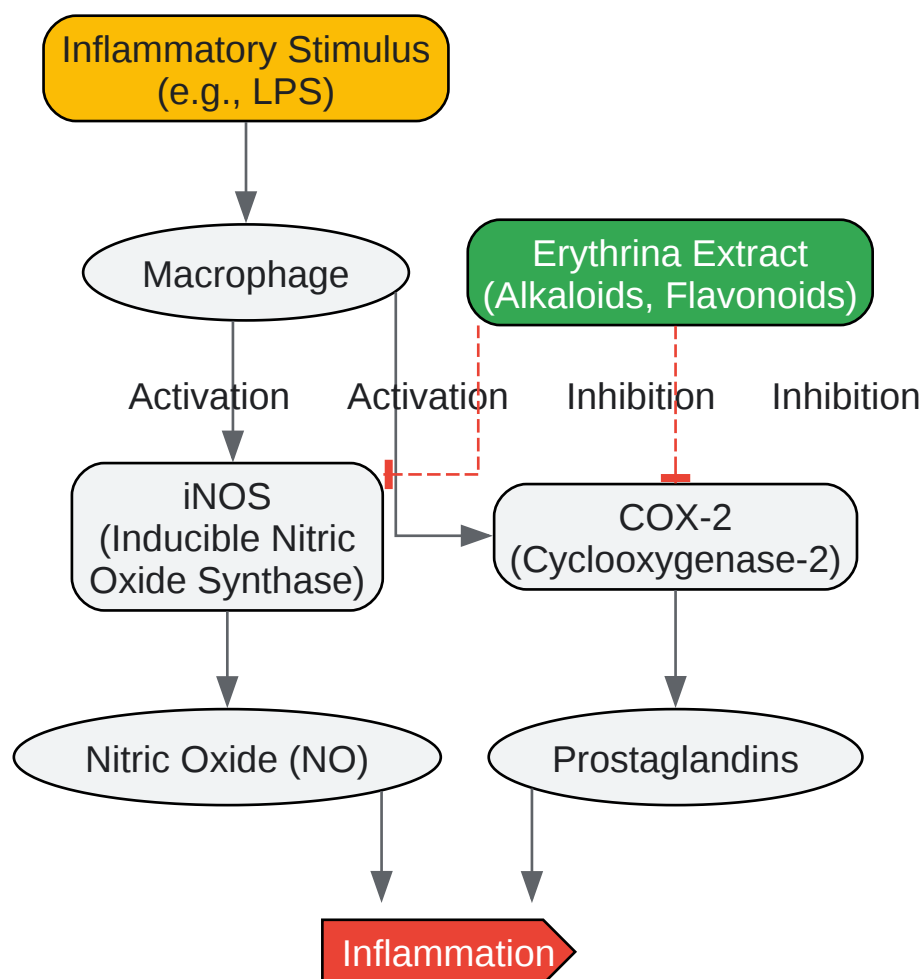 Inflammatory Stimulus
(e.g., LPS)
Macrophage
Erythrina Extract
(Alkaloids, Flavonoids)
Activation
Activation
Inhibition
Inhibition
iNOS
(Inducible Nitric
Oxide Synthase)
COX-2
(Cyclooxygenase-2)
Nitric Oxide (NO)
Prostaglandins
Inflammation